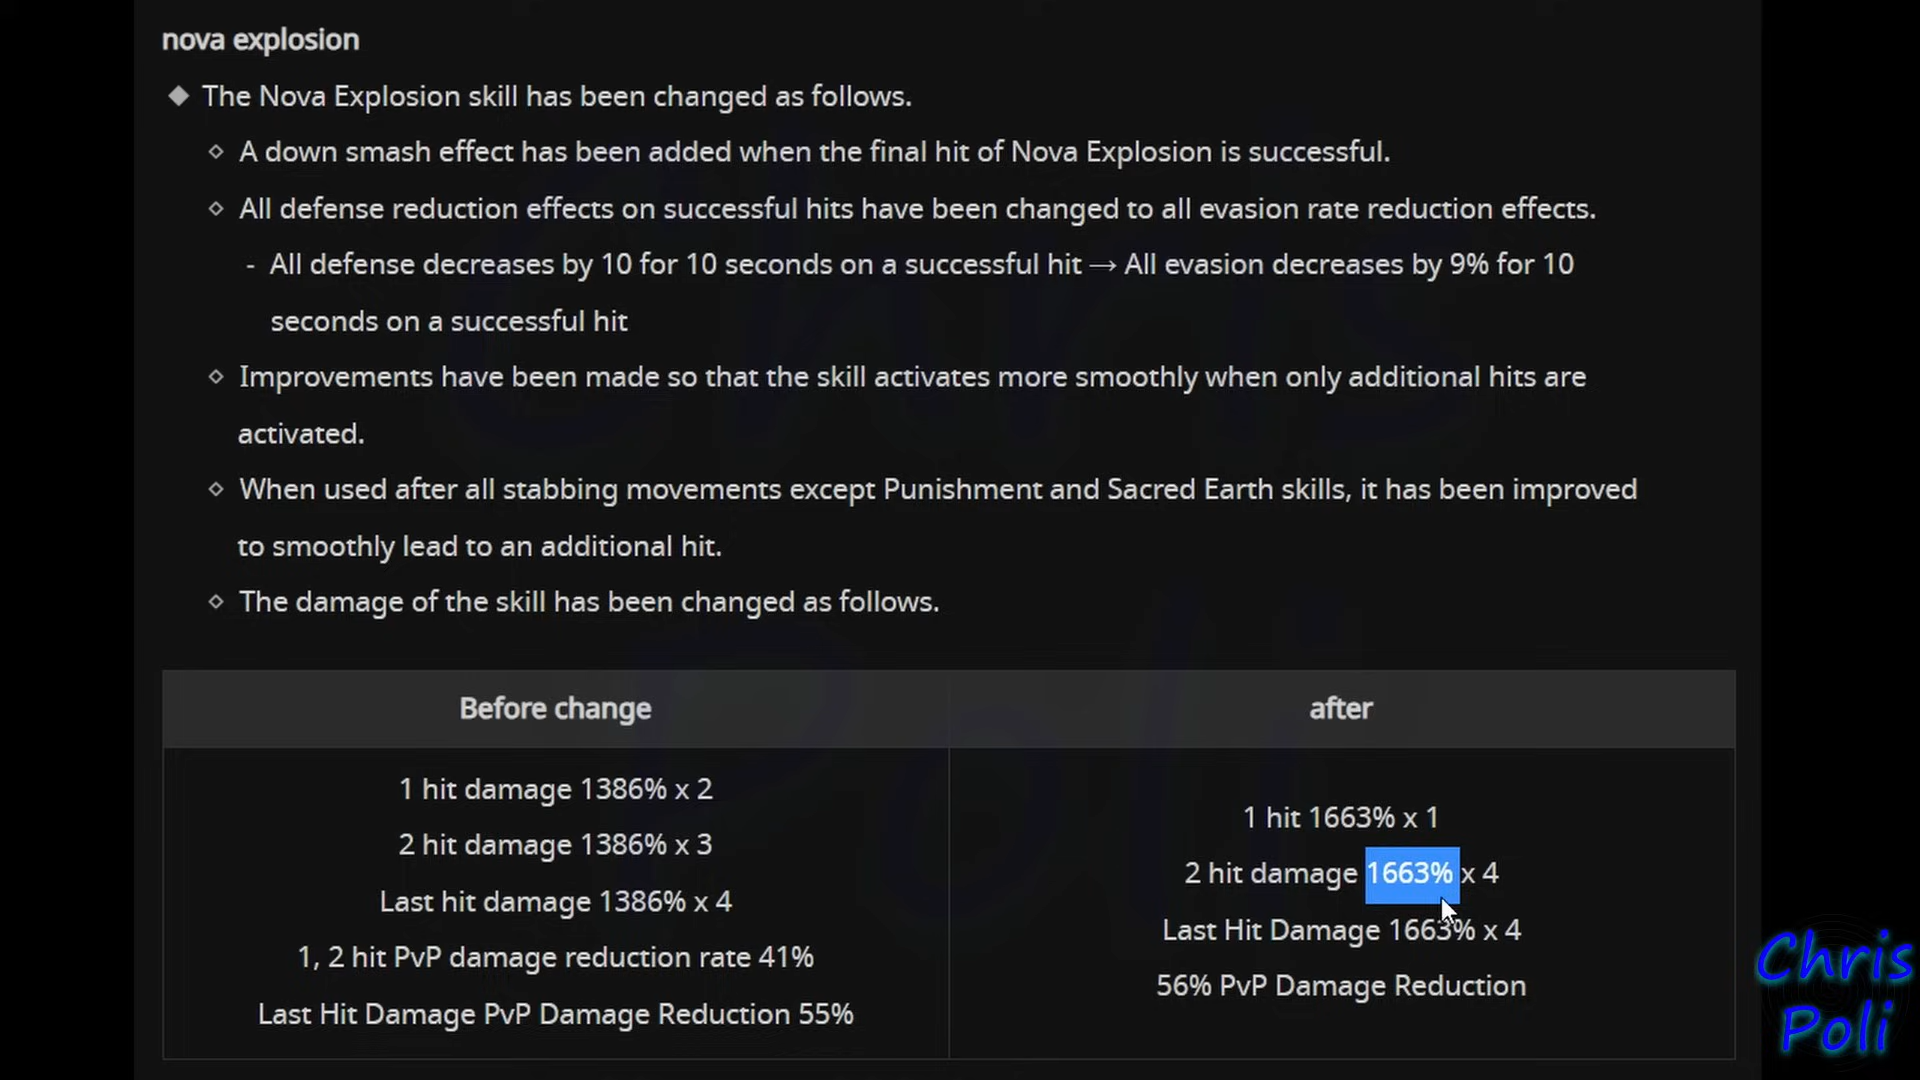 nova explosion
The Nova Explosion skill has been changed as follows.
A down smash effect has been added when the final hit of Nova Explosion is successful.
All defense reduction effects on successful hits have been changed to all evasion rate reduction effects.
- All defense decreases by 10 for 10 seconds on a successful hit → All evasion decreases by 9% for 10
seconds on a successful hit
Improvements have been made so that the skill activates more smoothly when only additional hits are
activated.
When used after all stabbing movements except Punishment and Sacred Earth skills, it has been improved
to smoothly lead to an additional hit.
The damage of the skill has been changed as follows.
Before change
1 hit damage 1386% x 2
2 hit damage 1386% x 3
Last hit damage 1386% x 4
1, 2 hit PvP damage reduction rate 41%
Last Hit Damage PvP Damage Reduction 55%
after
1 hit 1663% x 1
2 hit damage 1663% x 4
Last Hit Damage 1663% x 4
56% PvP Damage Reduction
Chris
Poli